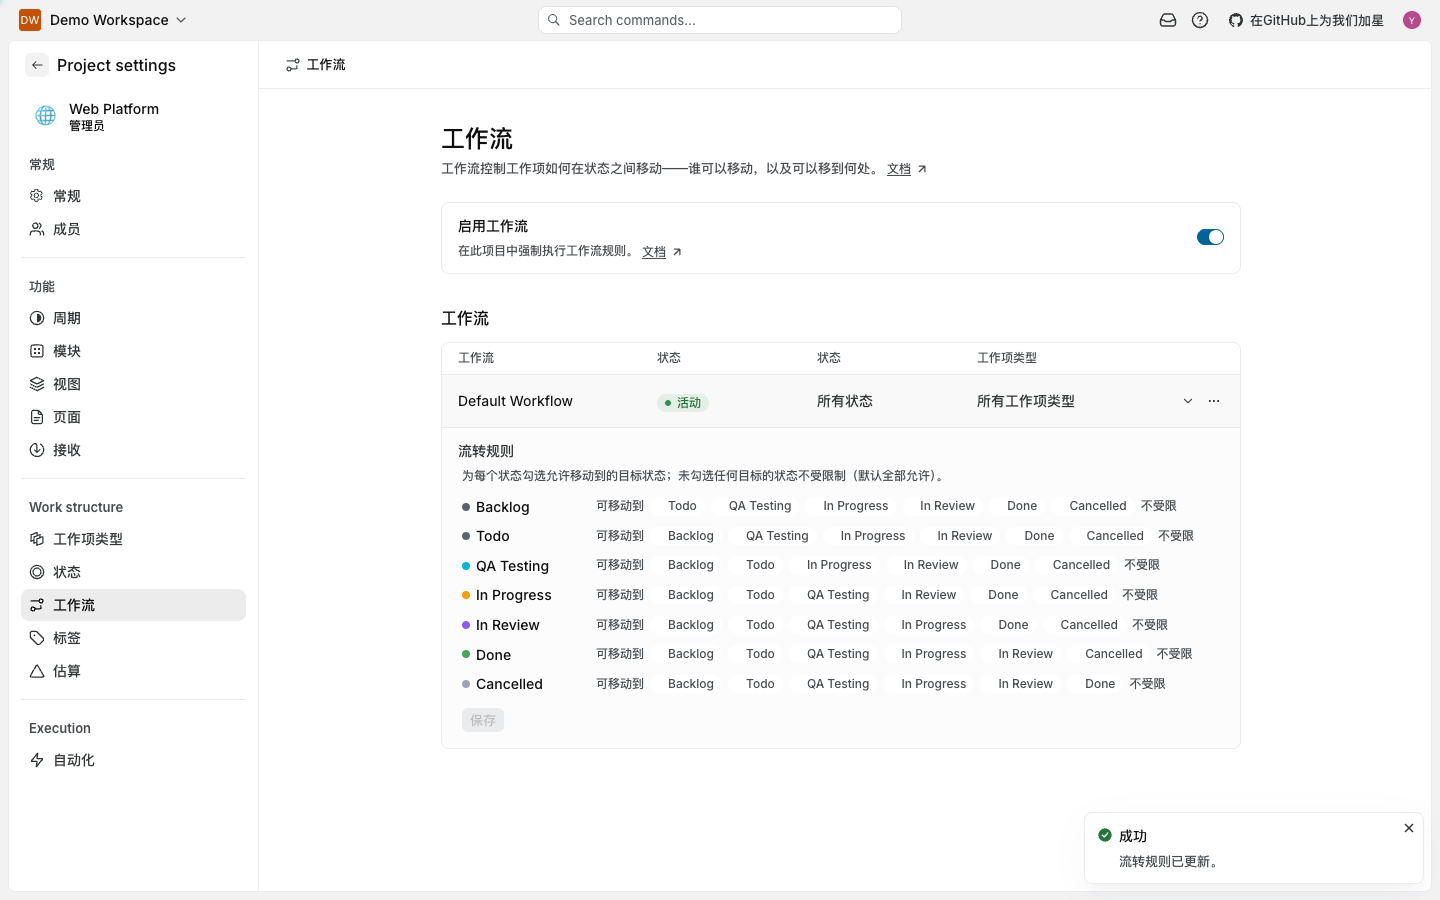 DW Demo Workspace
Search commands...
在GitHub上为我们加星
Y
Project settings
Web Platform
管理员
常规
常规
成员
功能
周期
模块
视图
页面
接收
Work structure
工作项类型
状态
工作流
标签
估算
Execution
自动化
工作流
工作流
工作流控制工作项如何在状态之间移动——谁可以移动，以及可以移到何处。 文档
启用工作流
在此项目中强制执行工作流规则。 文档
工作流
工作流 状态 状态 工作项类型
Default Workflow 活动 所有状态 所有工作项类型
流转规则
为每个状态勾选允许移动到的目标状态；未勾选任何目标的状态不受限制（默认全部允许）。
Backlog 可移动到 Todo QA Testing In Progress In Review Done Cancelled 不受限
Todo 可移动到 Backlog QA Testing In Progress In Review Done Cancelled 不受限
QA Testing 可移动到 Backlog Todo In Progress In Review Done Cancelled 不受限
In Progress 可移动到 Backlog Todo QA Testing In Review Done Cancelled 不受限
In Review 可移动到 Backlog Todo QA Testing In Progress Done Cancelled 不受限
Done 可移动到 Backlog Todo QA Testing In Progress In Review Cancelled 不受限
Cancelled 可移动到 Backlog Todo QA Testing In Progress In Review Done 不受限
保存
成功
流转规则已更新。